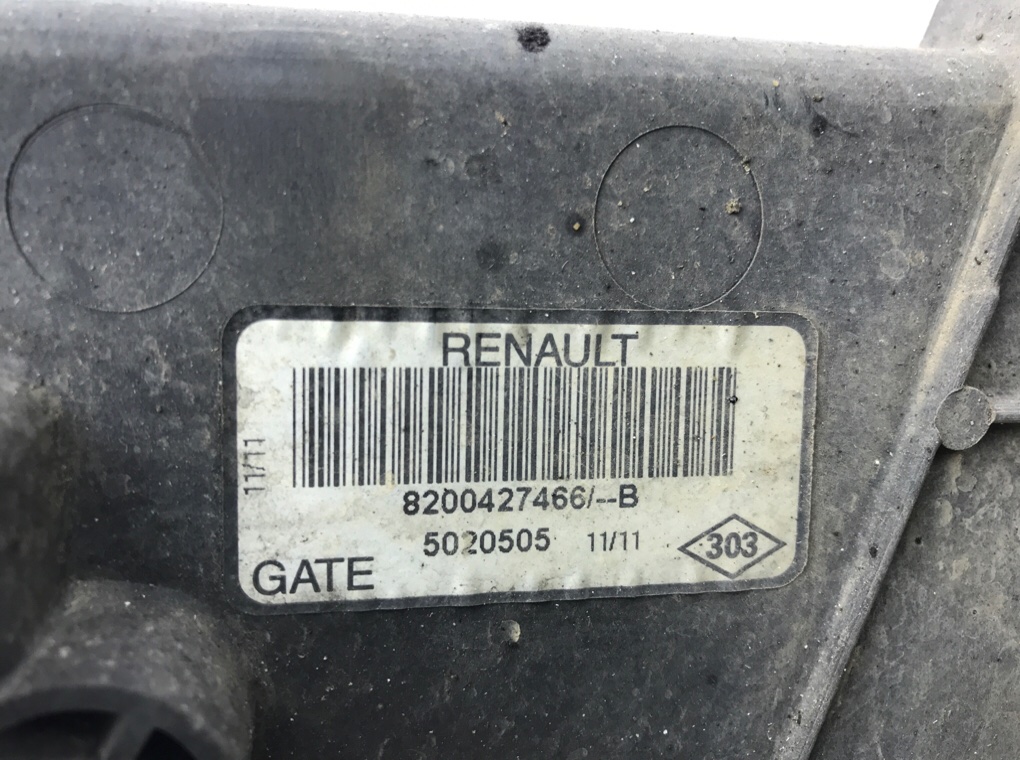 RENAULT
11/11
8200427466/--B
5020505 11/11 303
GATE